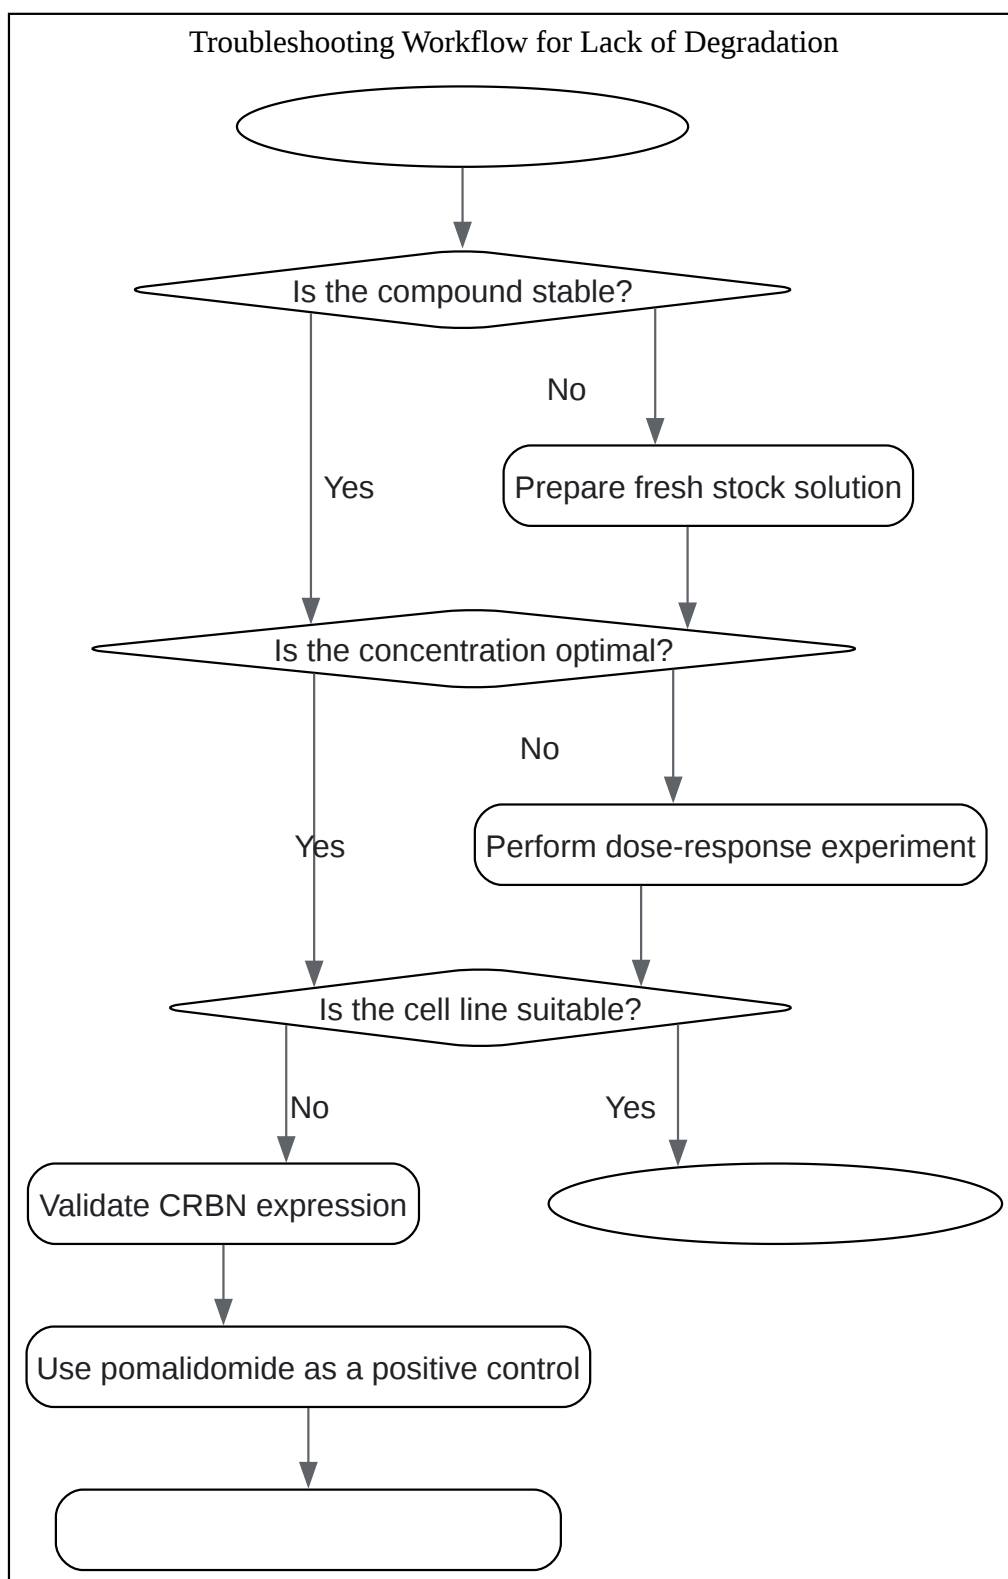 Troubleshooting Workflow for Lack of Degradation
Is the compound stable?
No
Yes
Prepare fresh stock solution
Is the concentration optimal?
No
Yes
Perform dose-response experiment
Is the cell line suitable?
No
Yes
Validate CRBN expression
Use pomalidomide as a positive control